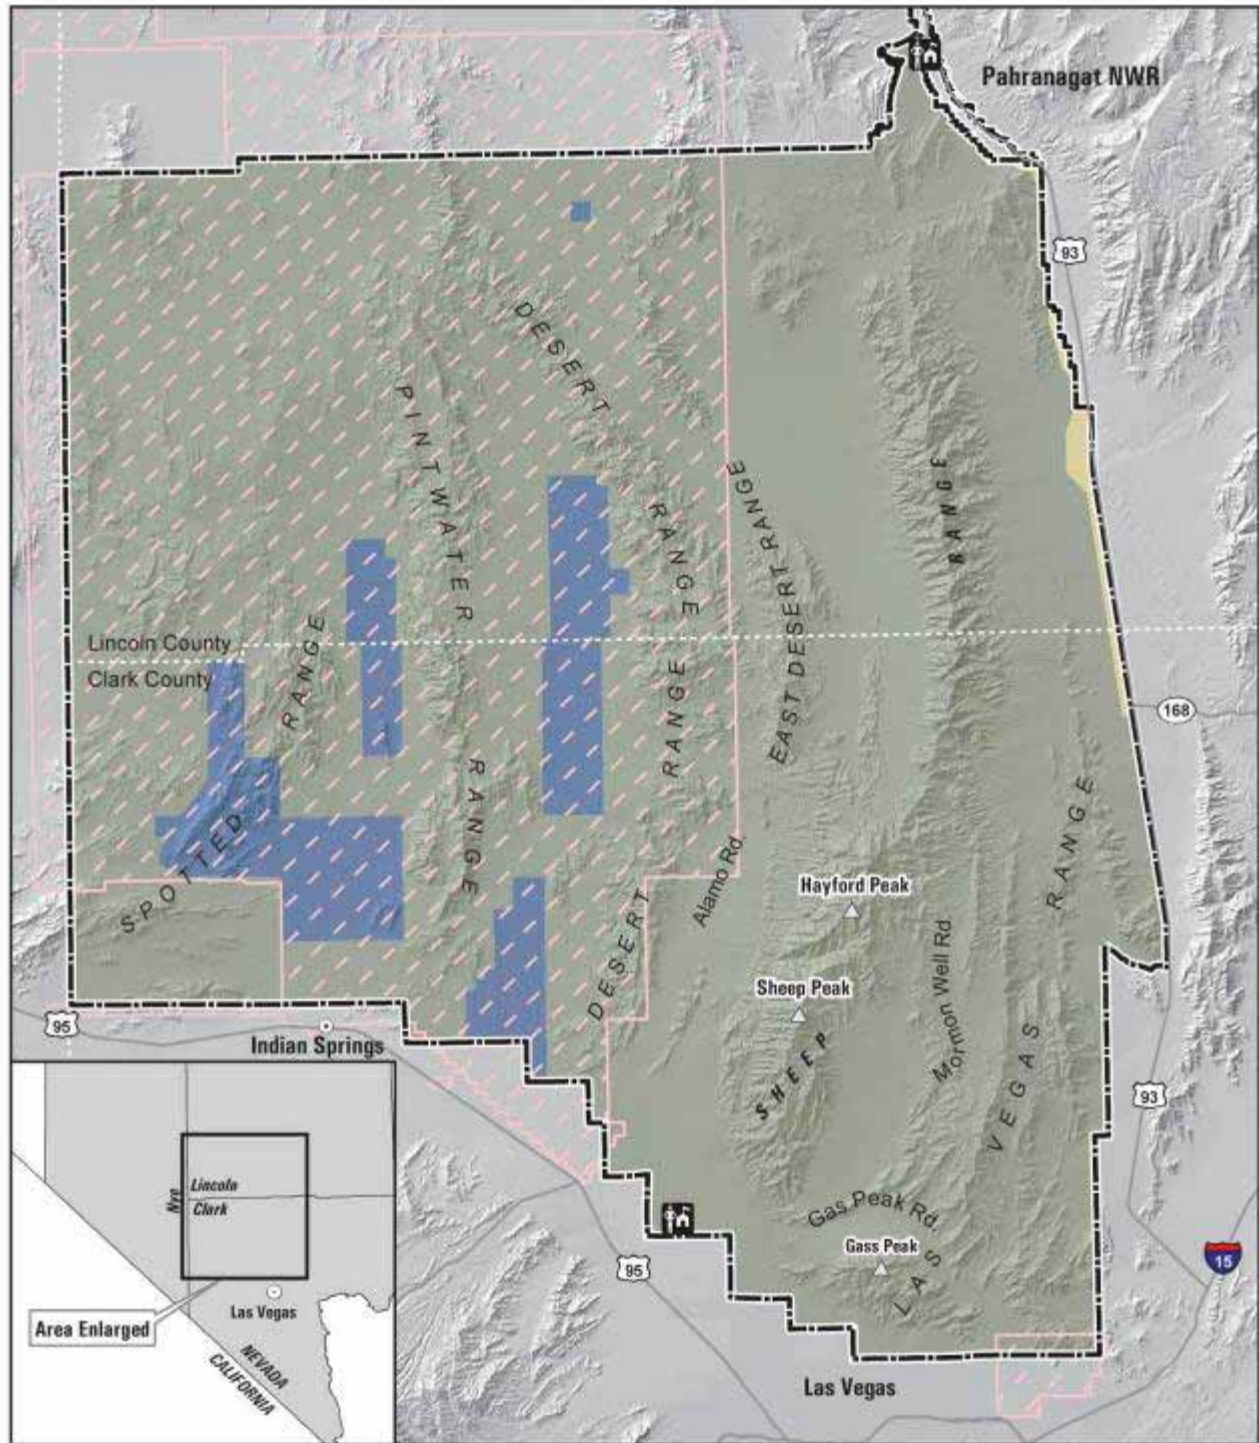 Pahranagat NWR
93
DESERT
RANGE
PINTWATER
RANGE
RANGE
EAST DESERT RANGE
Lincoln County
Clark County
RANGE
RANGE
168
RANGE
RANGE
SPOTTED
Alamo Rd.
Hayford Peak
DESERT
Mormon Well Rd
Sheep Peak
95
Indian Springs
SHEEP
VEGAS
93
Gas Peak Rd.
Gass Peak
LAS
95
15
Las Vegas
Nye
Lincoln
Clark
Las Vegas
Area Enlarged
NEVADA
CALIFORNIA